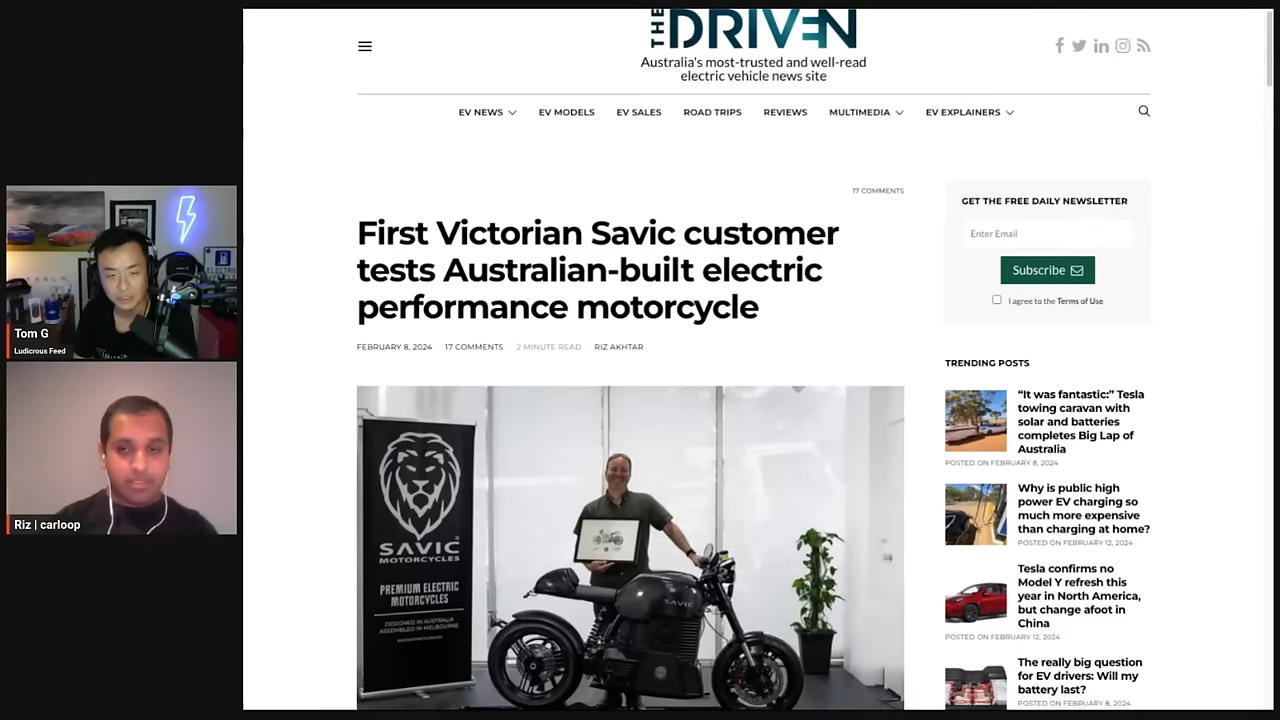 THE DRIVEN
Australia's most-trusted and well-read
electric vehicle news site
EV NEWS
EV MODELS
EV SALES
ROAD TRIPS
REVIEWS
MULTIMEDIA
EV EXPLAINERS
17 COMMENTS
First Victorian Savic customer
tests Australian-built electric
performance motorcycle
FEBRUARY 8, 2024
17 COMMENTS
2 MINUTE READ
RIZ AKHTAR
SAVIC
MOTORCYCLES
PREMIUM ELECTRIC
MOTORCYCLES
DESIGNED IN AUSTRALIA
ASSEMBLED IN MELBOURNE
SAVIC
GET THE FREE DAILY NEWSLETTER
Enter Email
Subscribe
I agree to the Terms of Use
TRENDING POSTS
“It was fantastic:” Tesla
towing caravan with
solar and batteries
completes Big Lap of
Australia
POSTED ON FEBRUARY 8, 2024
Why is public high
power EV charging so
much more expensive
than charging at home?
POSTED ON FEBRUARY 12, 2024
Tesla confirms no
Model Y refresh this
year in North America,
but change afoot in
China
POSTED ON FEBRUARY 12, 2024
The really big question
for EV drivers: Will my
battery last?
POSTED ON FEBRUARY 8, 2024
Tom G
Ludicrous Feed
Riz | carloop